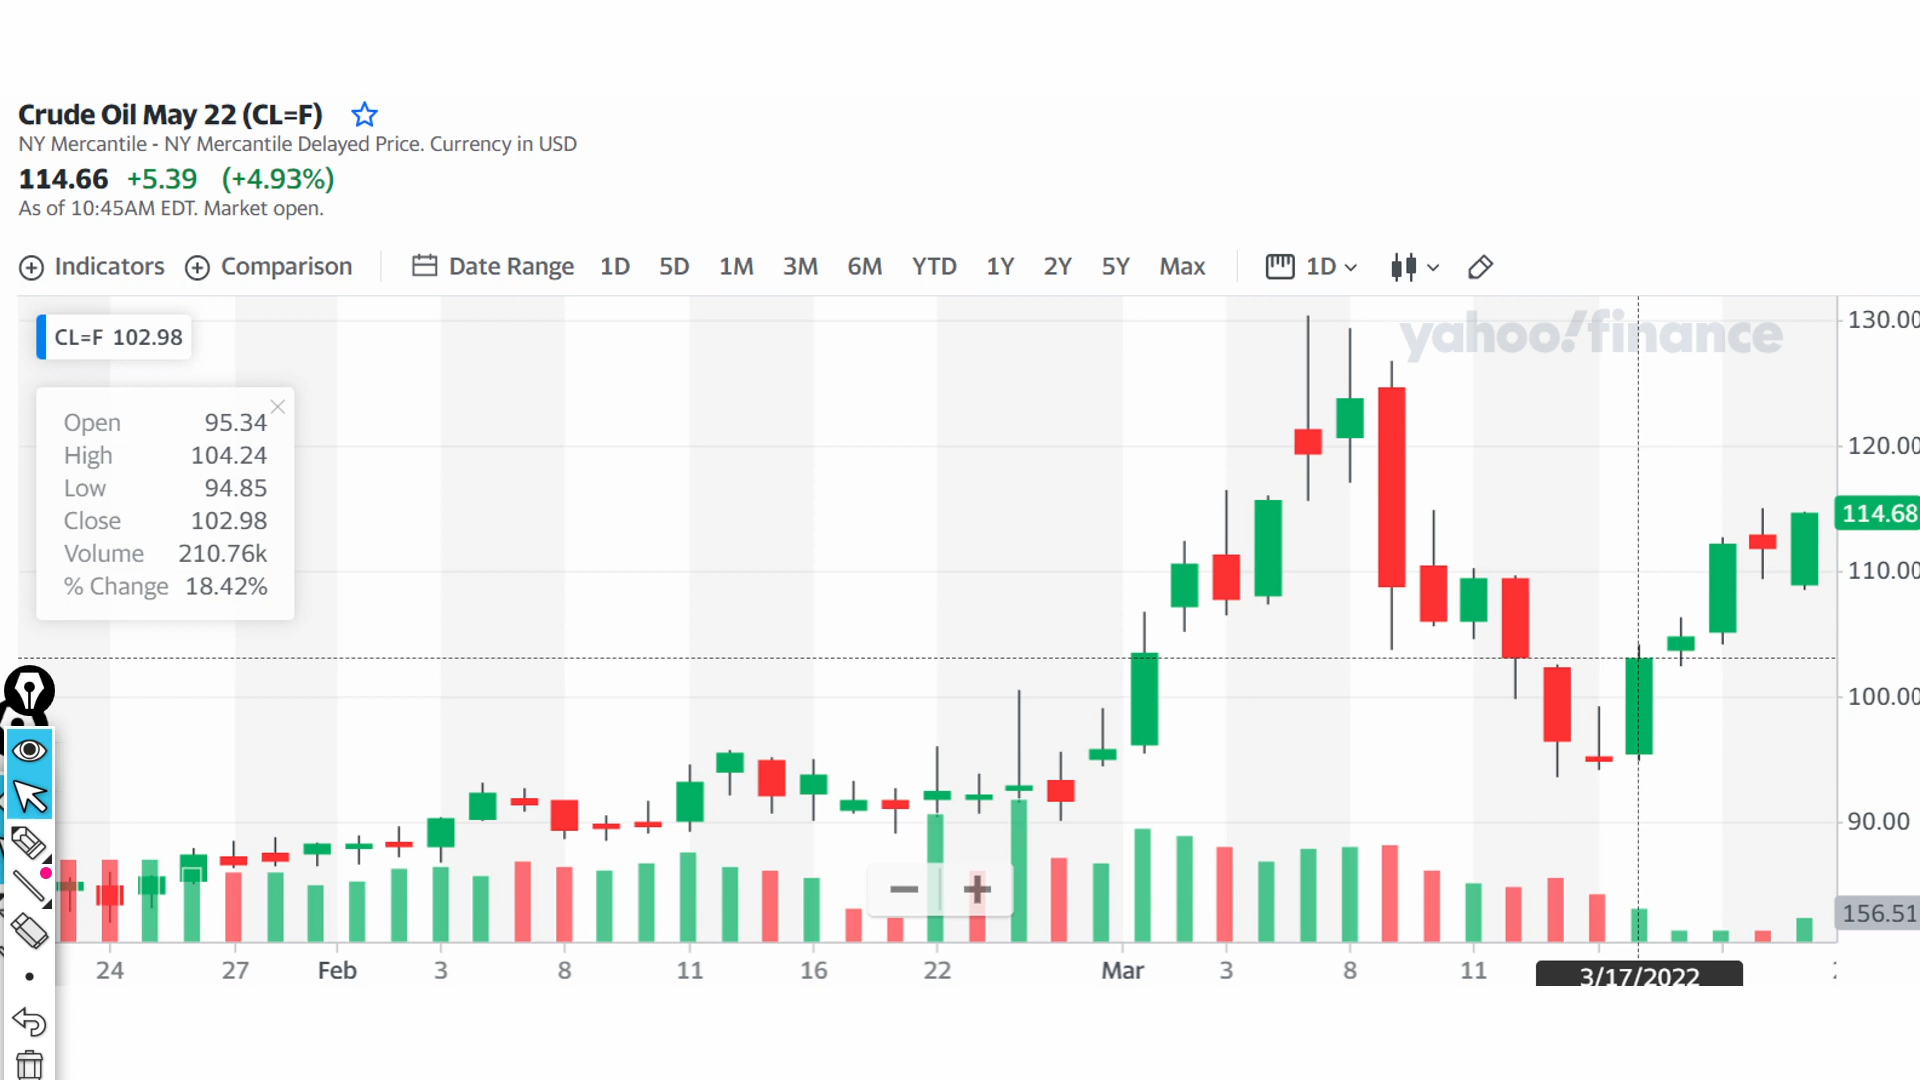 Crude Oil May 22 (CL=F)
NY Mercantile - NY Mercantile Delayed Price. Currency in USD
114.66 +5.39 (+4.93%)
As of 10:45AM EDT. Market open.
Indicators Comparison Date Range 1D 5D 1M 3M 6M YTD 1Y 2Y 5Y Max 1D
CL=F 102.98
yahoo!finance
130.00
Open 95.34
High 104.24
Low 94.85
Close 102.98
Volume 210.76k
% Change 18.42%
120.00
114.68
110.00
100.00
90.00
156.51
24 27 Feb 3 8 11 16 22 Mar 3 8 11 3/17/2022